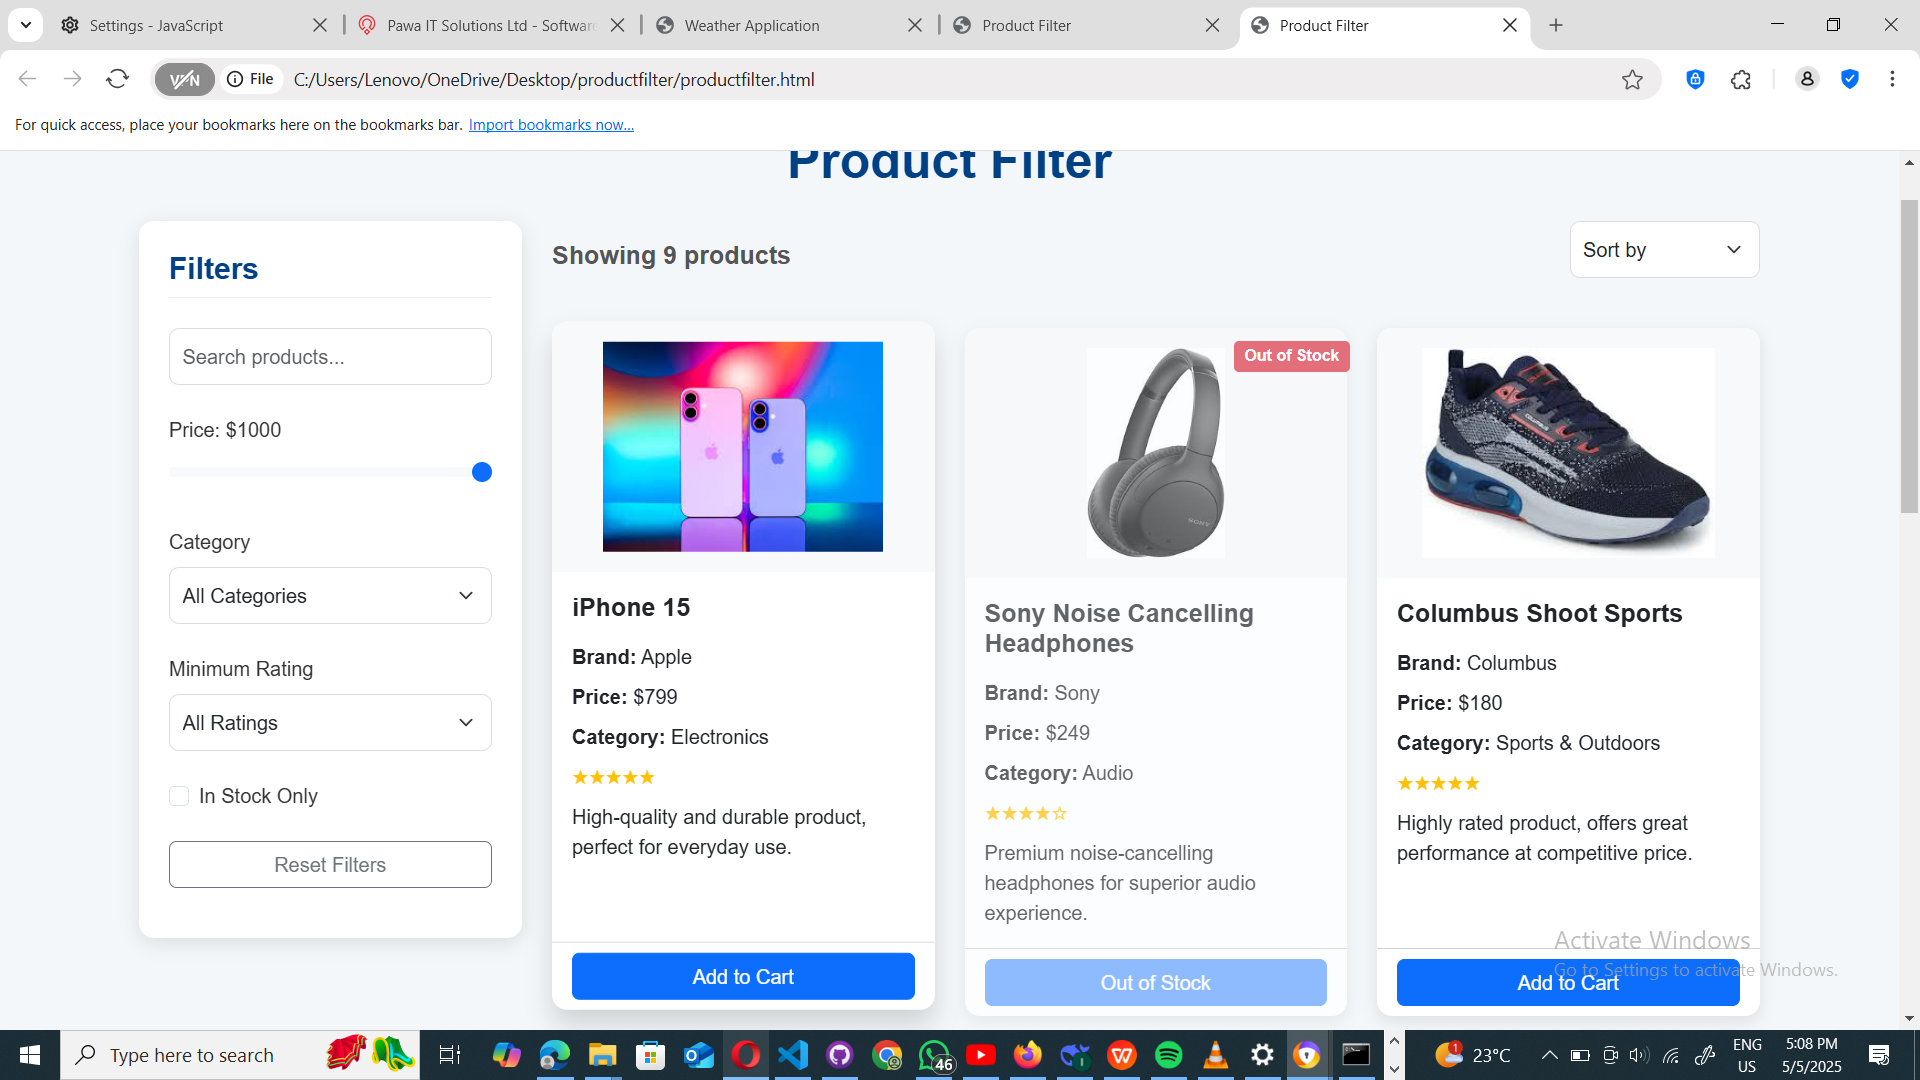 Settings - JavaScript
Pawa IT Solutions Ltd - Software
Weather Application
Product Filter
Product Filter
VPN
File
C:/Users/Lenovo/OneDrive/Desktop/productfilter/productfilter.html
For quick access, place your bookmarks here on the bookmarks bar. Import bookmarks now...
Product Filter
Filters
Search products...
Price: $1000
Category
All Categories
Minimum Rating
All Ratings
In Stock Only
Reset Filters
Showing 9 products
Sort by
iPhone 15
Brand: Apple
Price: $799
Category: Electronics
★★★★★
High-quality and durable product,
perfect for everyday use.
Add to Cart
Out of Stock
SONY
Sony Noise Cancelling
Headphones
Brand: Sony
Price: $249
Category: Audio
★★★★☆
Premium noise-cancelling
headphones for superior audio
experience.
Out of Stock
Columbus Shoot Sports
Brand: Columbus
Price: $180
Category: Sports & Outdoors
★★★★★
Highly rated product, offers great
performance at competitive price.
Add to Cart
Activate Windows
Go to Settings to activate Windows.
Type here to search
46
1
23°C
ENG
US
5:08 PM
5/5/2025